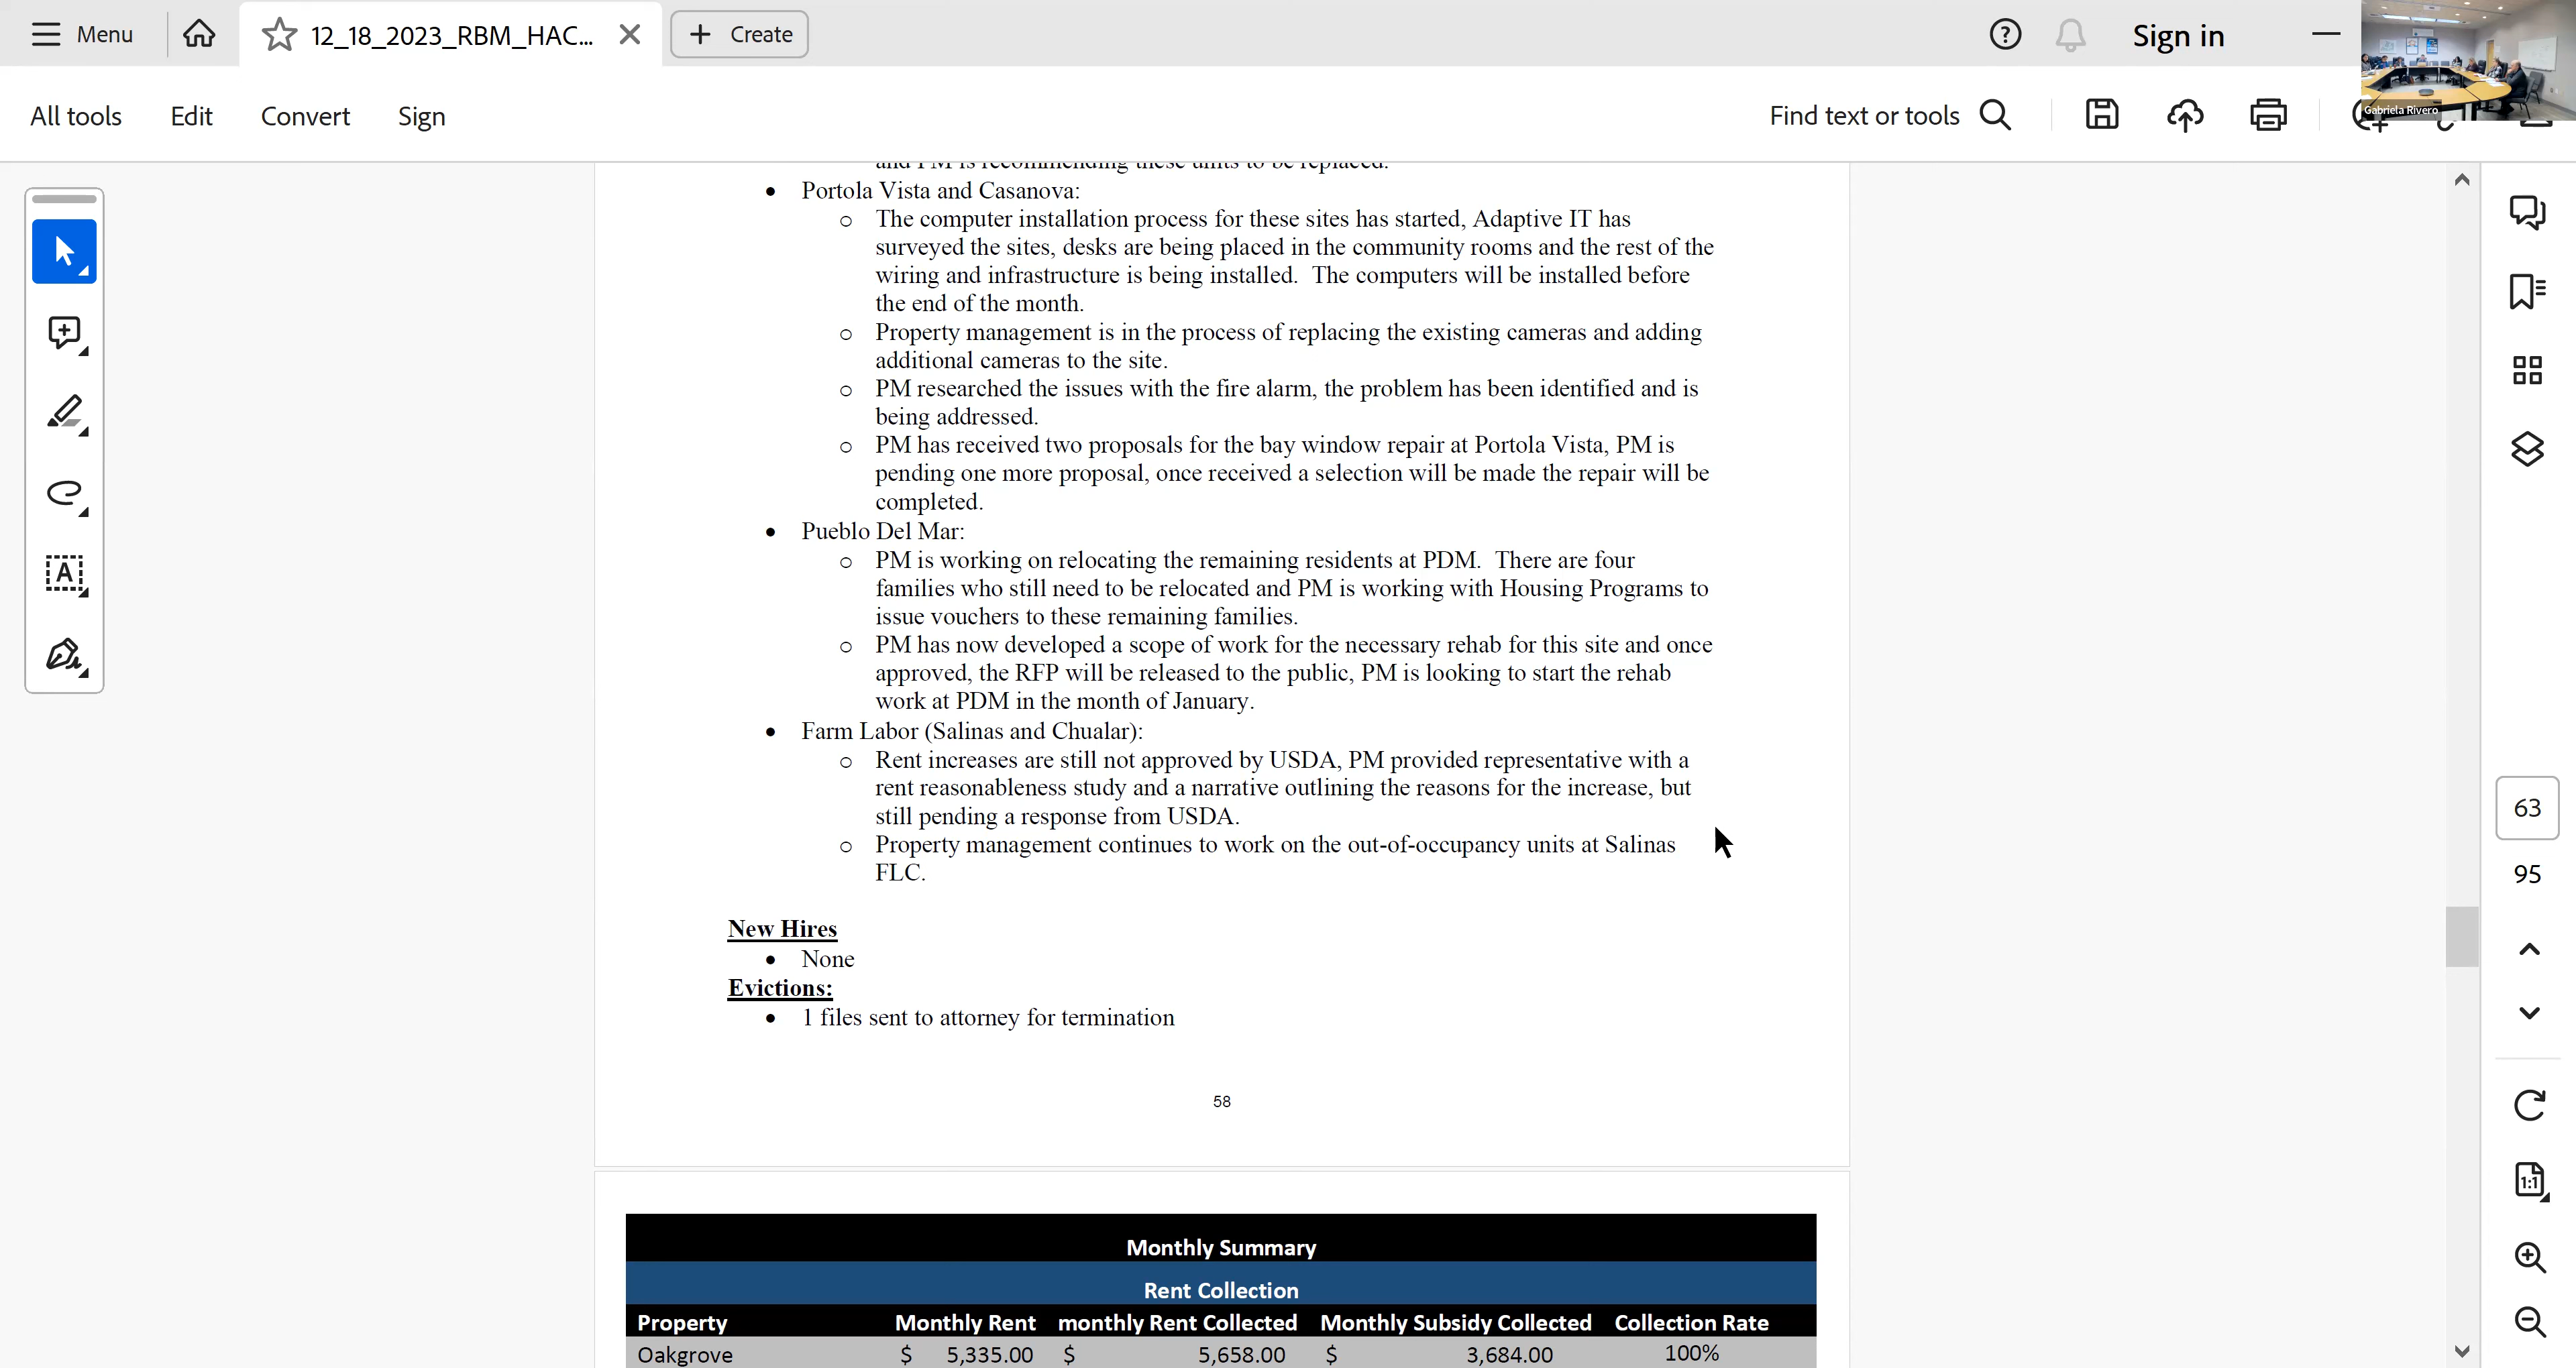 Menu
12_18_2023_RBM_HAC...
Create
Sign in
All tools
Edit
Convert
Sign
Find text or tools
Gabriela Rivero
and PM is recommending these units to be replaced.
• Portola Vista and Casanova:
o The computer installation process for these sites has started, Adaptive IT has
surveyed the sites, desks are being placed in the community rooms and the rest of the
wiring and infrastructure is being installed.  The computers will be installed before
the end of the month.
o Property management is in the process of replacing the existing cameras and adding
additional cameras to the site.
o PM researched the issues with the fire alarm, the problem has been identified and is
being addressed.
o PM has received two proposals for the bay window repair at Portola Vista, PM is
pending one more proposal, once received a selection will be made the repair will be
completed.
• Pueblo Del Mar:
o PM is working on relocating the remaining residents at PDM.  There are four
families who still need to be relocated and PM is working with Housing Programs to
issue vouchers to these remaining families.
o PM has now developed a scope of work for the necessary rehab for this site and once
approved, the RFP will be released to the public, PM is looking to start the rehab
work at PDM in the month of January.
• Farm Labor (Salinas and Chualar):
o Rent increases are still not approved by USDA, PM provided representative with a
rent reasonableness study and a narrative outlining the reasons for the increase, but
still pending a response from USDA.
o Property management continues to work on the out-of-occupancy units at Salinas
FLC.
New Hires
• None
Evictions:
• 1 files sent to attorney for termination
58
63
95
1:1
Monthly Summary
Rent Collection
Property Monthly Rent monthly Rent Collected Monthly Subsidy Collected Collection Rate
Oakgrove $ 5,335.00 $ 5,658.00 $ 3,684.00 100%